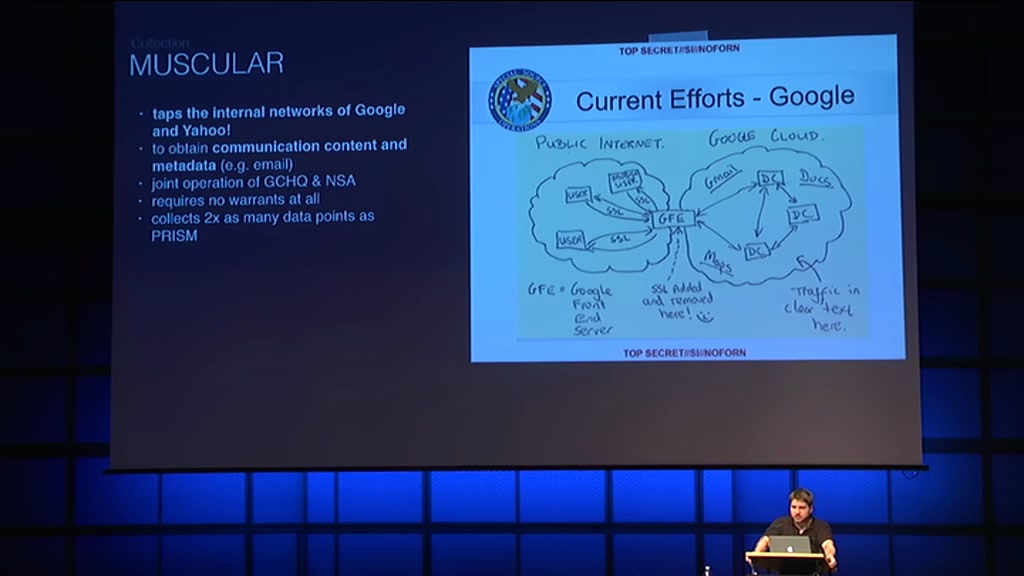 Collection
MUSCULAR
· taps the internal networks of Google
and Yahoo!
· to obtain communication content and
metadata (e.g. email)
· joint operation of GCHQ & NSA
· requires no warrants at all
· collects 2x as many data points as
PRISM
TOP SECRET//SI//NOFORN
SPECIAL SOURCE
OPERATIONS
Current Efforts - Google
PUBLIC INTERNET.
GOOGLE CLOUD.
USER
USER
SSL
SSL
USER
SSL
GFE
Gmail
DC
Docs
DC
DC
Maps
GFE = Google
Front
End
Server
SSL Added
and removed
here!
Traffic in
clear text
here.
TOP SECRET//SI//NOFORN